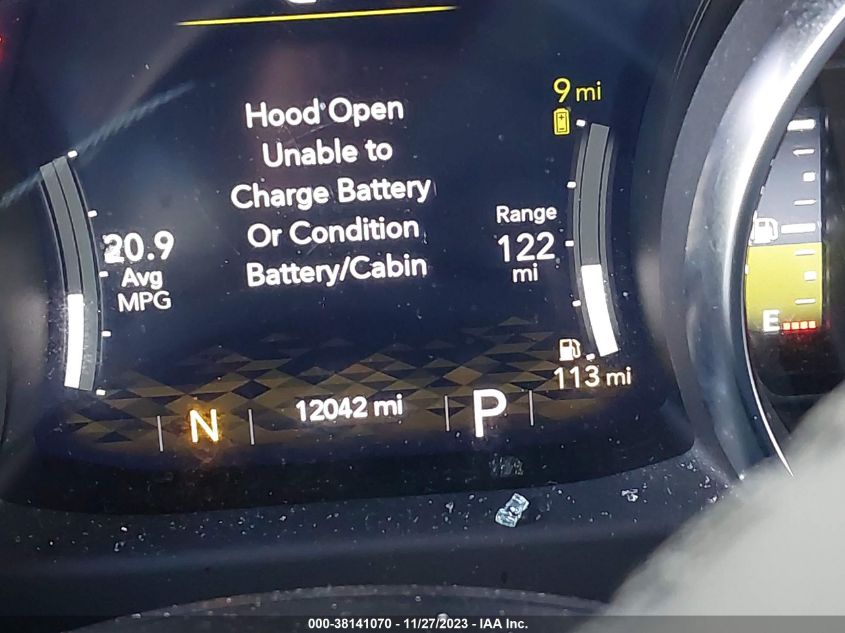 9 mi
Hood Open
Unable to
Charge Battery
Or Condition
Battery/Cabin
20.9
Avg
MPG
Range
122
mi
E
113 mi
N
12042 mi
P
000-38141070 - 11/27/2023 - IAA Inc.